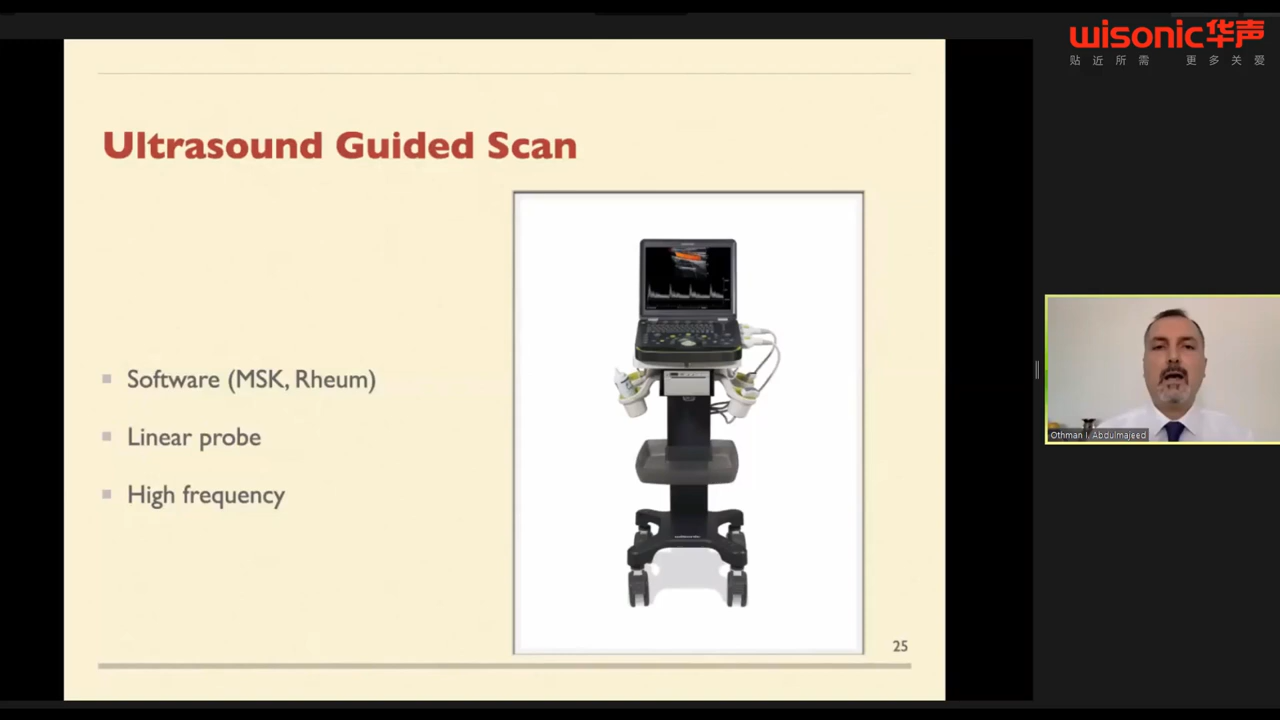 wisonic华声
贴近所需 更多关爱
Ultrasound Guided Scan
Software (MSK, Rheum)
Linear probe
High frequency
25
Othman I. Abdulmajeed